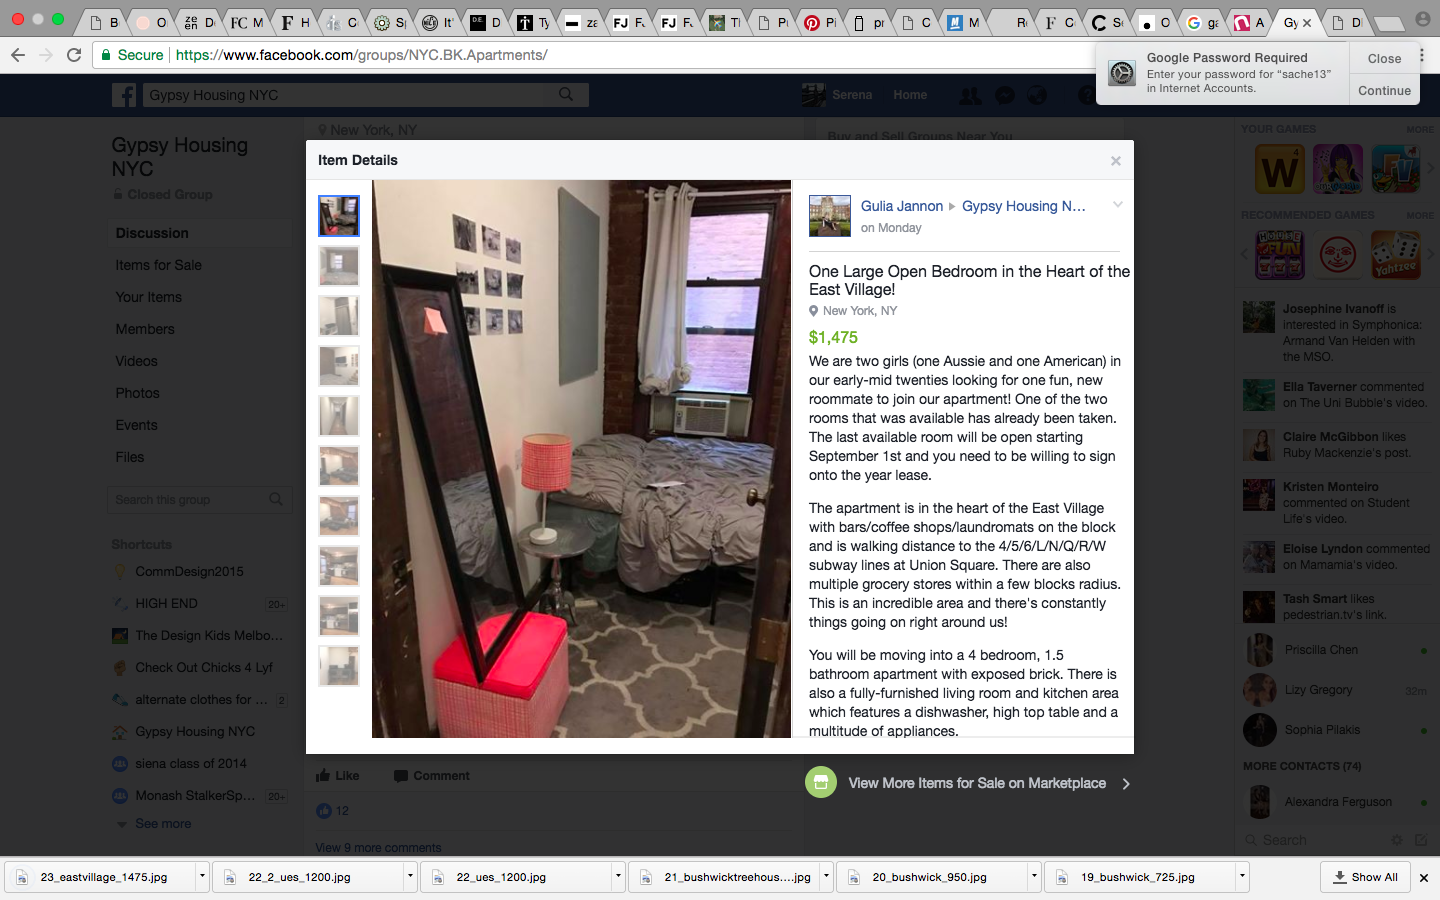 Secure
https://www.facebook.com/groups/NYC.BK.Apartments/
Google Password Required
Enter your password for "sache13"
in Internet Accounts.
Close
Continue
Gypsy Housing NYC
Serena
Home
Gypsy Housing
NYC
Closed Group
Discussion
Items for Sale
Your Items
Members
Videos
Photos
Events
Files
Search this group
Shortcuts
CommDesign2015
HIGH END 20+
The Design Kids Melbo...
Check Out Chicks 4 Lyf
alternate clothes for ... 2
Gypsy Housing NYC
siena class of 2014
Monash StalkerSp... 20+
See more
New York, NY
Buy and Sell Groups Near You
Item Details
Gulia Jannon ▸ Gypsy Housing N...
on Monday
One Large Open Bedroom in the Heart of the
East Village!
New York, NY
$1,475
We are two girls (one Aussie and one American) in
our early-mid twenties looking for one fun, new
roommate to join our apartment! One of the two
rooms that was available has already been taken.
The last available room will be open starting
September 1st and you need to be willing to sign
onto the year lease.
The apartment is in the heart of the East Village
with bars/coffee shops/laundromats on the block
and is walking distance to the 4/5/6/L/N/Q/R/W
subway lines at Union Square. There are also
multiple grocery stores within a few blocks radius.
This is an incredible area and there's constantly
things going on right around us!
You will be moving into a 4 bedroom, 1.5
bathroom apartment with exposed brick. There is
also a fully-furnished living room and kitchen area
which features a dishwasher, high top table and a
multitude of appliances.
Like
Comment
12
View 9 more comments
View More Items for Sale on Marketplace
YOUR GAMES
MORE
RECOMMENDED GAMES
MORE
Josephine Ivanoff is
interested in Symphonica:
Armand Van Helden with
the MSO.
Ella Taverner commented
on The Uni Bubble's video.
Claire McGibbon likes
Ruby Mackenzie's post.
Kristen Monteiro
commented on Student
Life's video.
Eloise Lyndon commented
on Mamamia's video.
Tash Smart likes
pedestrian.tv's link.
Priscilla Chen
Lizy Gregory 32m
Sophia Pilakis
MORE CONTACTS (74)
Alexandra Ferguson
Search
23_eastvillage_1475.jpg
22_2_ues_1200.jpg
22_ues_1200.jpg
21_bushwicktreehous....jpg
20_bushwick_950.jpg
19_bushwick_725.jpg
Show All